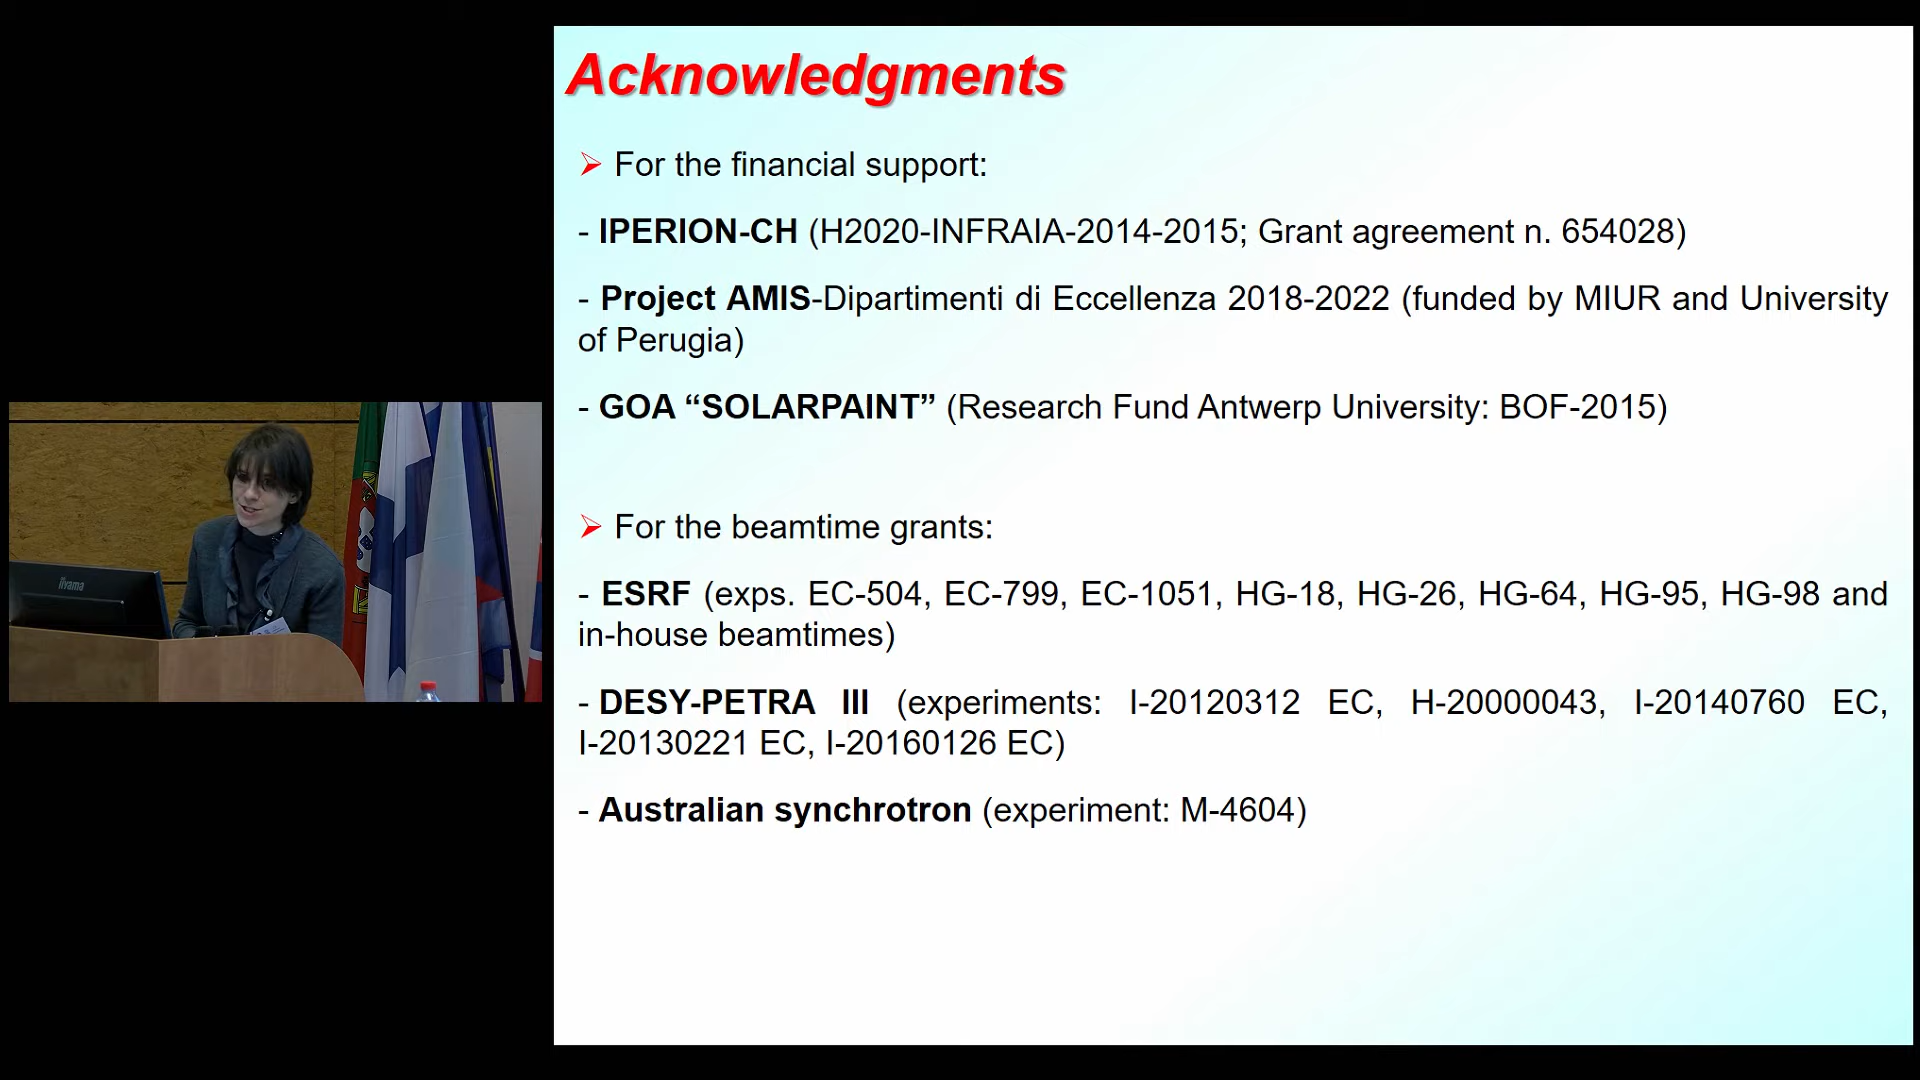 Acknowledgments
➢ For the financial support:
- IPERION-CH (H2020-INFRAIA-2014-2015; Grant agreement n. 654028)
- Project AMIS-Dipartimenti di Eccellenza 2018-2022 (funded by MIUR and University
of Perugia)
- GOA “SOLARPAINT” (Research Fund Antwerp University: BOF-2015)
➢ For the beamtime grants:
- ESRF (exps. EC-504, EC-799, EC-1051, HG-18, HG-26, HG-64, HG-95, HG-98 and
in-house beamtimes)
- DESY-PETRA III (experiments: I-20120312 EC, H-20000043, I-20140760 EC,
I-20130221 EC, I-20160126 EC)
- Australian synchrotron (experiment: M-4604)
iiyama